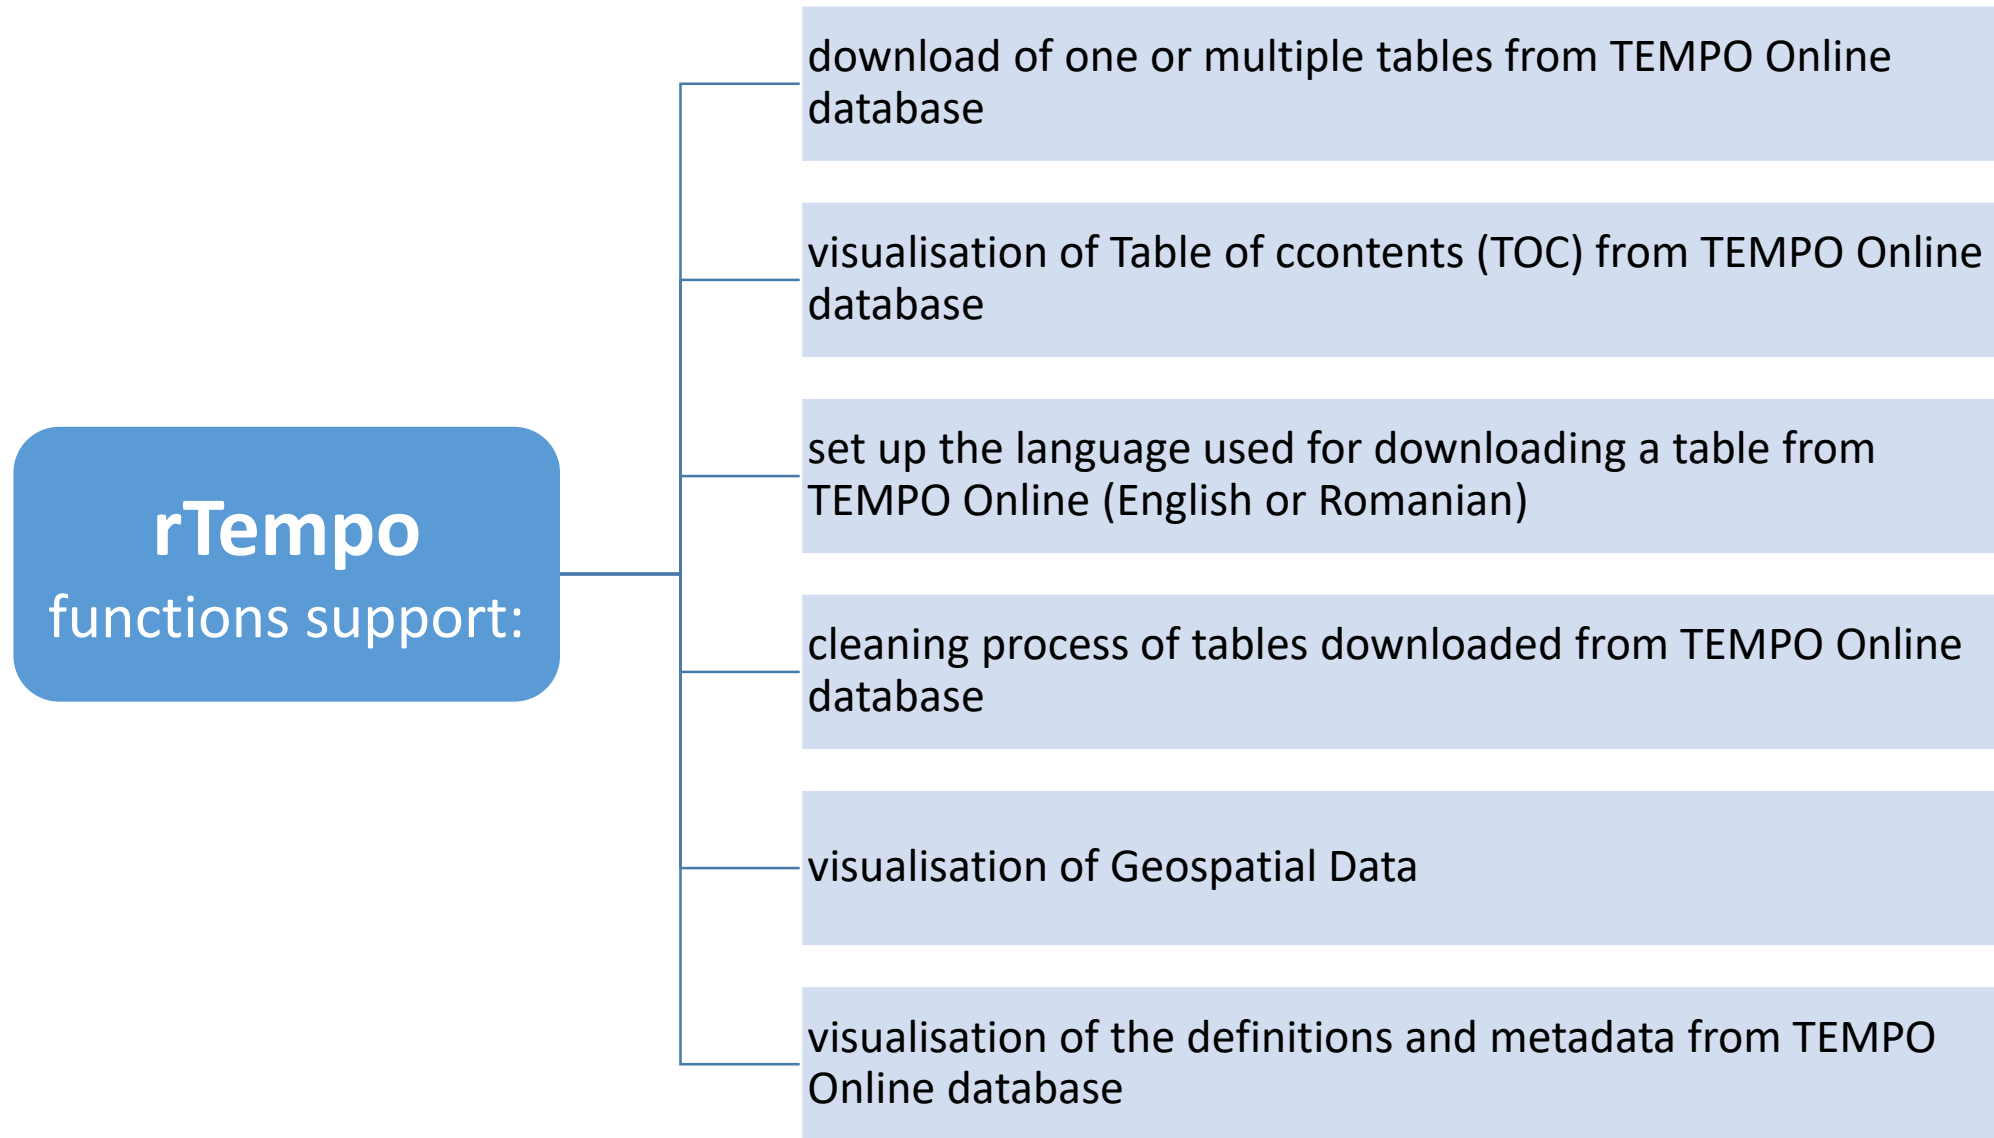 rTempo
functions support:
download of one or multiple tables from TEMPO Online
database
visualisation of Table of ccontents (TOC) from TEMPO Online
database
set up the language used for downloading a table from
TEMPO Online (English or Romanian)
cleaning process of tables downloaded from TEMPO Online
database
visualisation of Geospatial Data
visualisation of the definitions and metadata from TEMPO
Online database